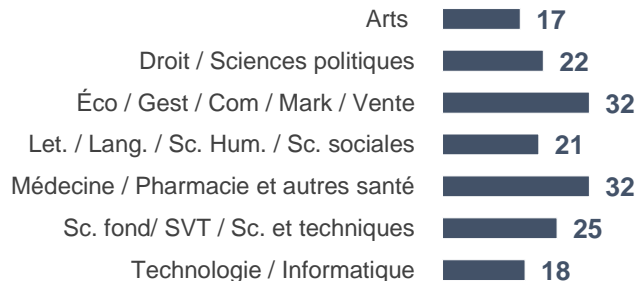 Arts 17
Droit / Sciences politiques 22
Éco / Gest / Com / Mark / Vente 32
Let. / Lang. / Sc. Hum. / Sc. sociales 21
Médecine / Pharmacie et autres santé 32
Sc. fond/ SVT / Sc. et techniques 25
Technologie / Informatique 18